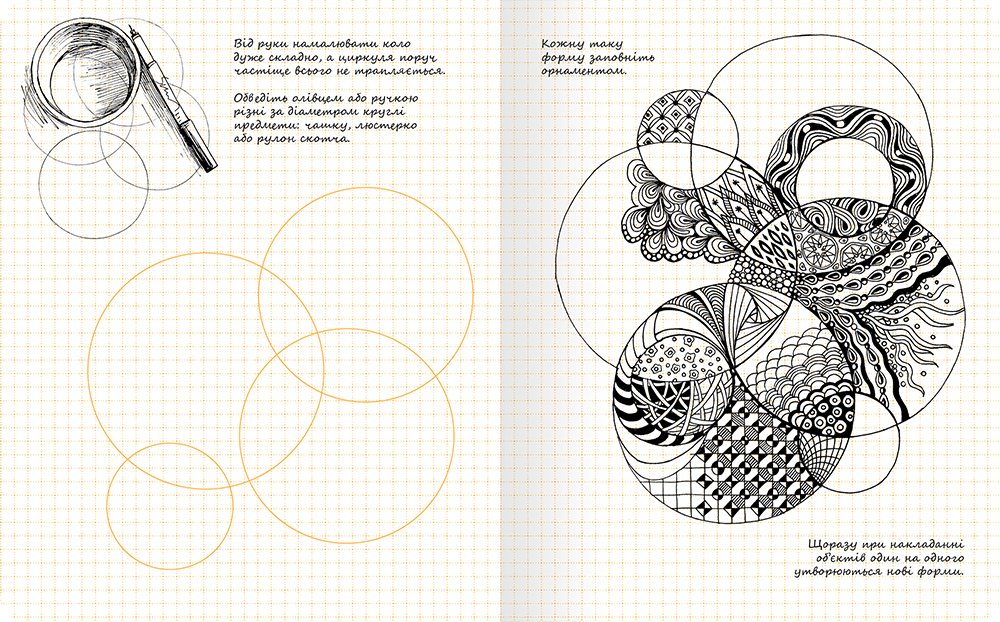 Від руки намалювати коло
дуже складно, а циркуля поруч
частіше всього не трапляється.
Обведіть олівцем або ручкою
різні за діаметром круглі
предмети: чашку, люстерко
або рулон скотча.
Кожну таку
форму заповніть
орнаментом.
Щоразу при накладанні
об'єктів один на одного
утворюються нові форми.